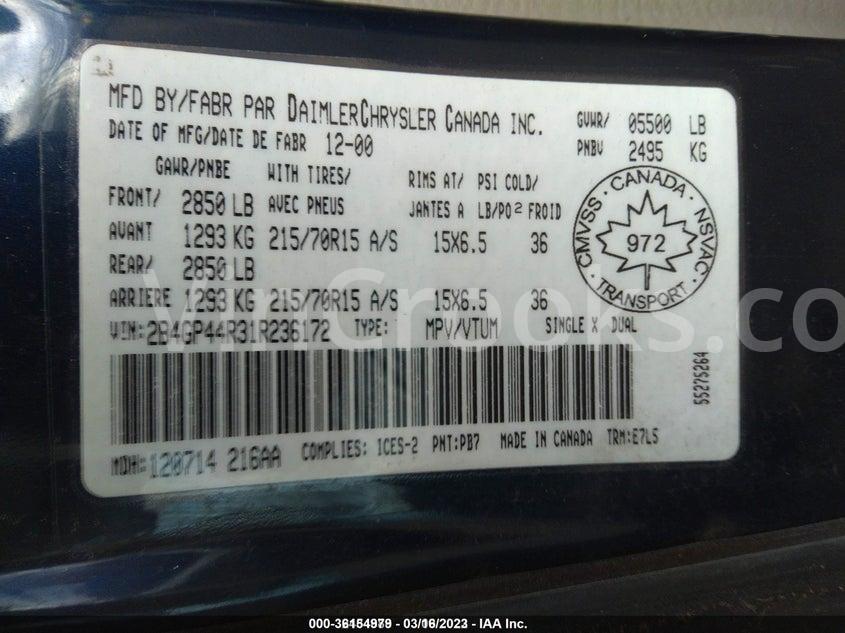 MFD BY/FABR PAR DAIMLERCHRYSLER CANADA INC.
GVWR/ 05500 LB
DATE OF MFG/DATE DE FABR 12-00
PNBV 2495 KG
GAWR/PNBE WITH TIRES/ RIMS AT/ PSI COLD/
FRONT/ 2850 LB AVEC PNEUS JANTES A LB/PO² FROID
AVANT 1293 KG 215/70R15 A/S 15X6.5 36
REAR/ 2850 LB
ARRIERE 1293 KG 215/70R15 A/S 15X6.5 36
CMVSS · CANADA · NSVAC · TRANSPORT ·
972
VIN: 2B4GP44R31R236172 TYPE: MPV/VTUM SINGLE X DUAL
55275264
MDH: 120714 216AA COMPLIES: ICES-2 PNT:PB7 MADE IN CANADA TRM:E7L5
VinCrooks.co
000-36154979 — 03/16/2023 — IAA Inc.